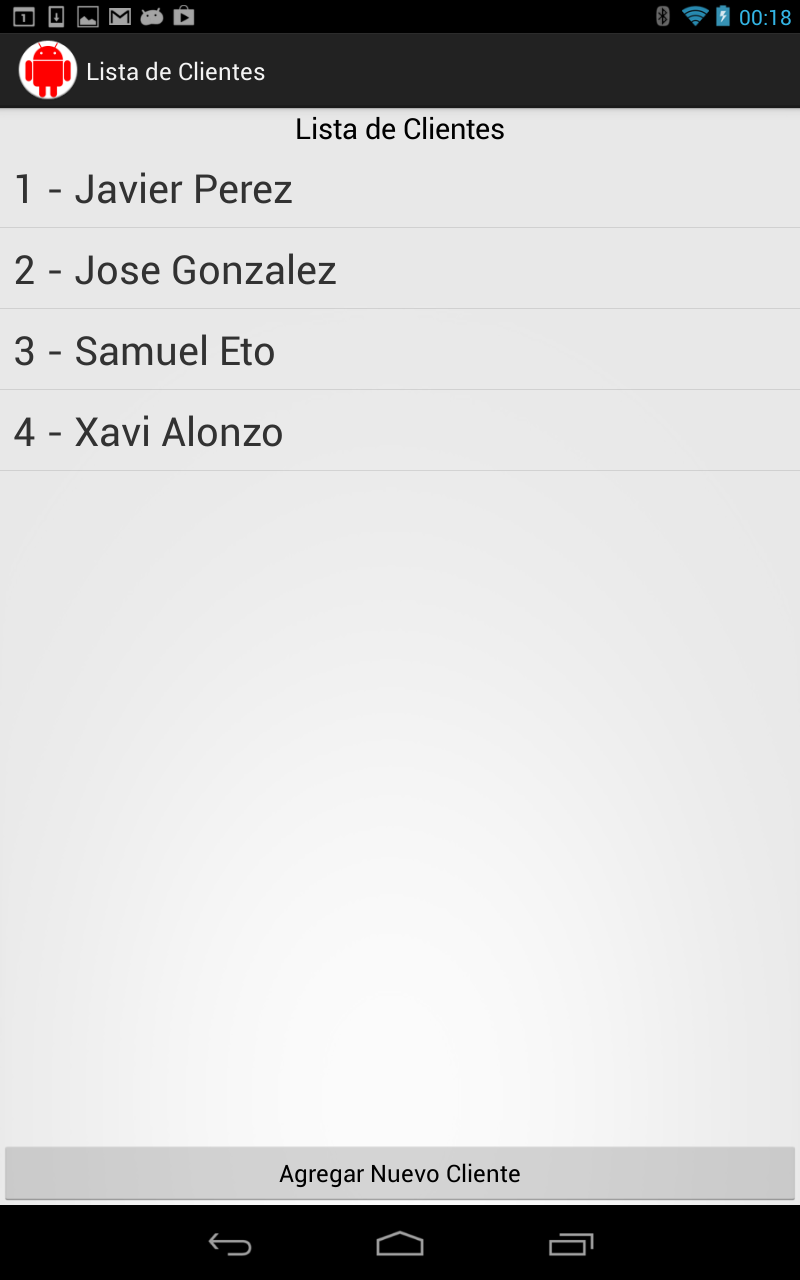 1 00:18
Lista de Clientes
Lista de Clientes
1 - Javier Perez
2 - Jose Gonzalez
3 - Samuel Eto
4 - Xavi Alonzo
Agregar Nuevo Cliente